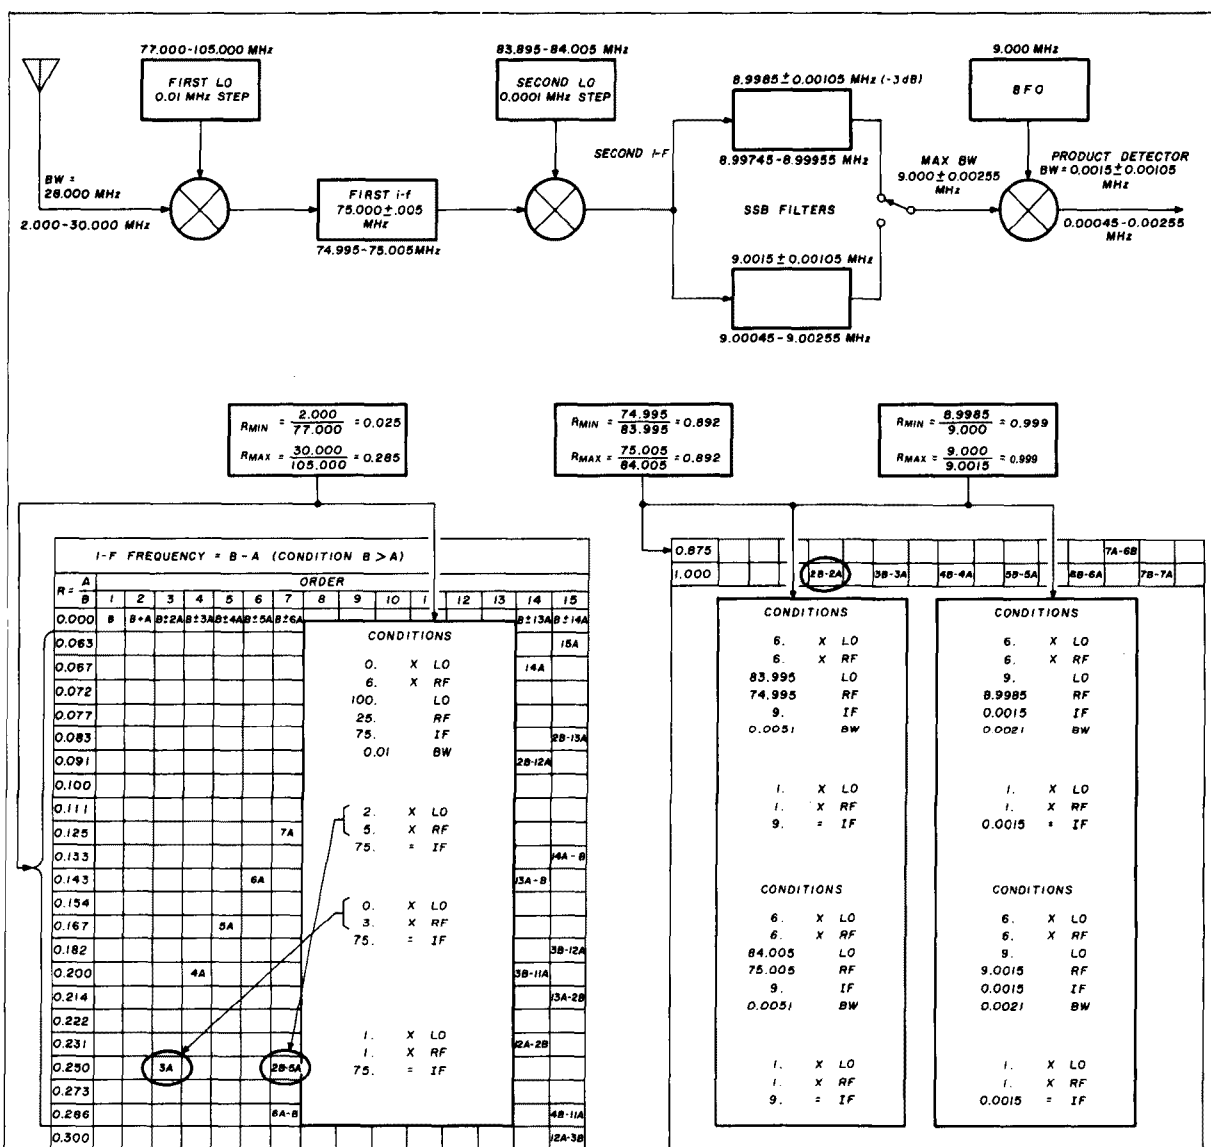 77.000-105.000 MHz
FIRST LO
0.01 MHz STEP
83.895-84.005 MHz
SECOND LO
0.0001 MHz STEP
9.000 MHz
BFO
8.9985 ± 0.00105 MHz (-3 dB)
8.99745-8.99955 MHz
SECOND I-F
BW =
28.000 MHz
2.000-30.000 MHz
FIRST i-f
75.000 ± .005
MHz
74.995-75.005 MHz
SSB FILTERS
MAX BW
9.000 ± 0.00255
MHz
PRODUCT DETECTOR
BW = 0.0015 ± 0.00105
MHz
0.00045-0.00255
MHz
9.0015 ± 0.00105 MHz
9.00045-9.00255 MHz
RMIN = 2.000 / 77.000 = 0.025
RMAX = 30.000 / 105.000 = 0.285
RMIN = 74.995 / 83.995 = 0.892
RMAX = 75.005 / 84.005 = 0.892
RMIN = 8.9985 / 9.000 = 0.999
RMAX = 9.000 / 9.0015 = 0.999
I-F FREQUENCY = B - A (CONDITION B > A)
R = A / B
ORDER
1 2 3 4 5 6 7 8 9 10 1 12 13 14 15
0.000 B B+A B±2A B±3A B±4A B±5A B±6A B±13A B±14A
0.063 15A
0.067 14A
0.072
0.077
0.083 2B-13A
0.091 2B-12A
0.100
0.111
0.125 7A
0.133 14A-B
0.143 6A 13A-B
0.154
0.167 5A
0.182 3B-12A
0.200 4A 3B-11A
0.214 13A-2B
0.222
0.231 12A-2B
0.250 3A 2B-5A
0.273
0.286 6A-B 4B-11A
0.300 12A-3B
CONDITIONS
0. X LO
6. X RF
100. LO
25. RF
75. IF
0.01 BW
2. X LO
5. X RF
75. = IF
0. X LO
3. X RF
75. = IF
1. X LO
1. X RF
75. = IF
0.875 7A-6B
1.000 2B-2A 3B-3A 4B-4A 5B-5A 6B-6A 7B-7A
CONDITIONS
6. X LO
6. X RF
83.995 LO
74.995 RF
9. IF
0.0051 BW
1. X LO
1. X RF
9. = IF
CONDITIONS
6. X LO
6. X RF
84.005 LO
75.005 RF
9. IF
0.0051 BW
1. X LO
1. X RF
9. = IF
CONDITIONS
6. X LO
6. X RF
9. LO
8.9985 RF
0.0015 IF
0.0021 BW
1. X LO
1. X RF
0.0015 = IF
CONDITIONS
6. X LO
6. X RF
9. LO
9.0015 RF
0.0015 IF
0.0021 BW
1. X LO
1. X RF
0.0015 = IF